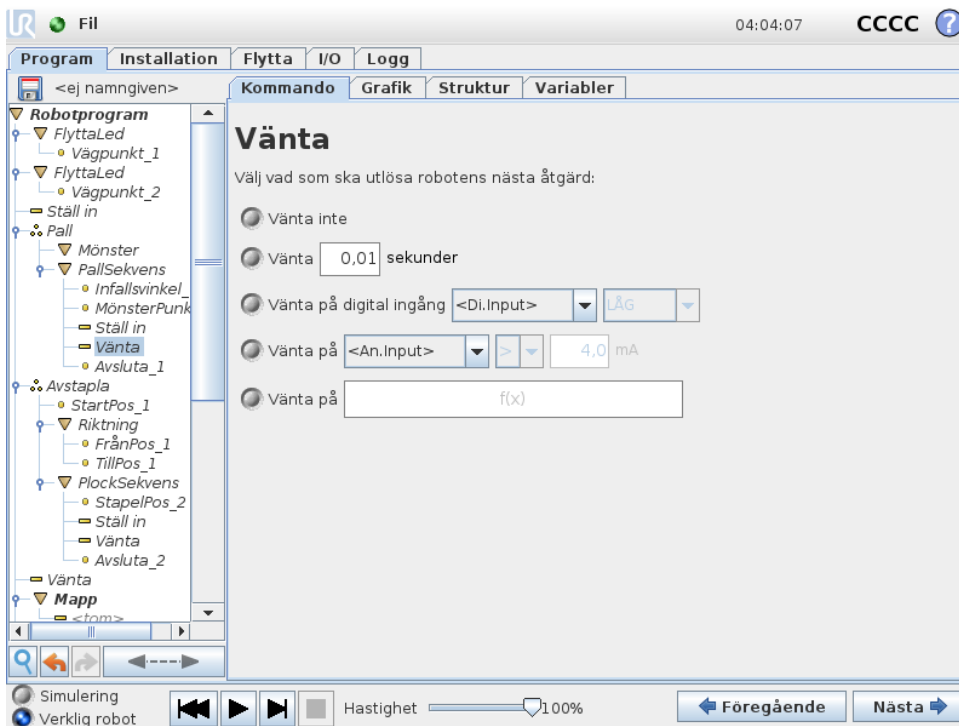 UR Fil 04:04:07 CCCC ?
Program Installation Flytta I/O Logg
<ej namngiven>
Kommando Grafik Struktur Variabler
Robotprogram
FlyttaLed
Vägpunkt_1
FlyttaLed
Vägpunkt_2
Ställ in
Pall
Mönster
PallSekvens
Infallsvinkel_
MönsterPunk
Ställ in
Vänta
Avsluta_1
Avstapla
StartPos_1
Riktning
FrånPos_1
TillPos_1
PlockSekvens
StapelPos_2
Ställ in
Vänta
Avsluta_2
Vänta
Mapp
<tom>
Vänta
Välj vad som ska utlösa robotens nästa åtgärd:
Vänta inte
Vänta 0,01 sekunder
Vänta på digital ingång <Di.Input> LÅG
Vänta på <An.Input> > 4,0 mA
Vänta på f(x)
Simulering
Verklig robot
Hastighet 100%
Föregående Nästa